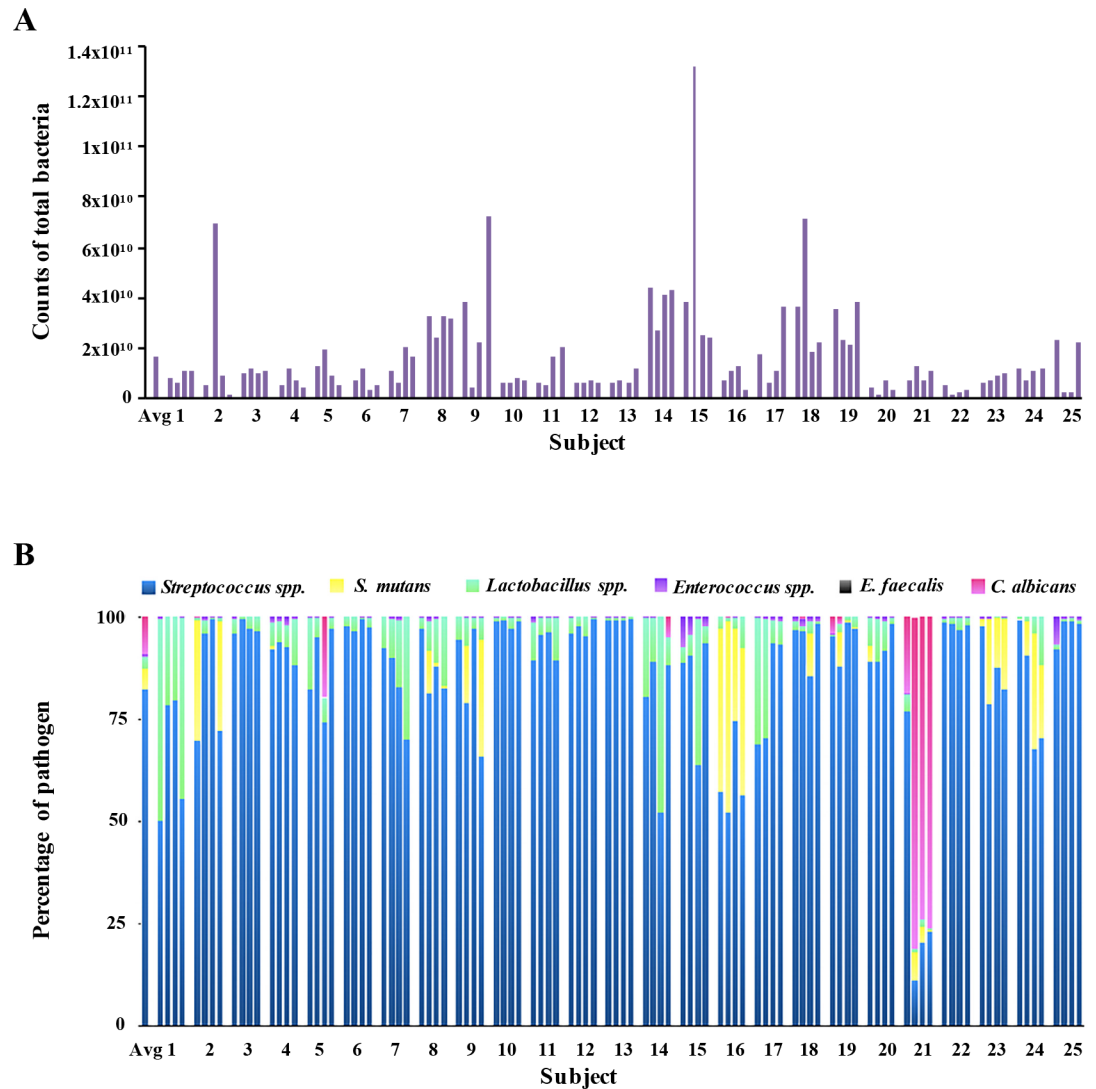 A
1.4x10¹¹
1.2x10¹¹
1x10¹¹
8x10¹⁰
6x10¹⁰
4x10¹⁰
2x10¹⁰
0
Counts of total bacteria
Avg 1 2 3 4 5 6 7 8 9 10 11 12 13 14 15 16 17 18 19 20 21 22 23 24 25
Subject
B
Streptococcus spp. S. mutans Lactobacillus spp. Enterococcus spp. E. faecalis C. albicans
100
75
50
25
0
Percentage of pathogen
Avg 1 2 3 4 5 6 7 8 9 10 11 12 13 14 15 16 17 18 19 20 21 22 23 24 25
Subject